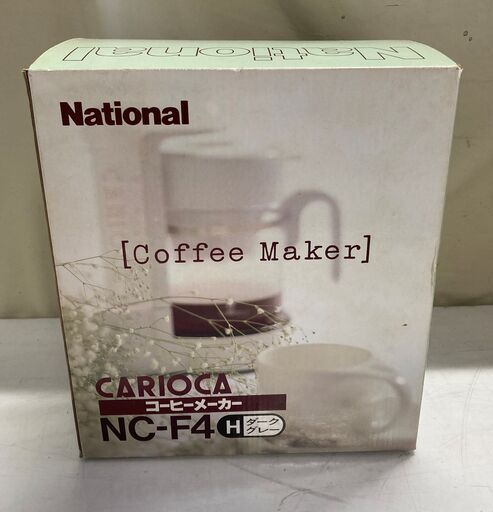 National
National
[Coffee Maker]
CARIOCA
コーヒーメーカー
NC-F4 H ダークグレー